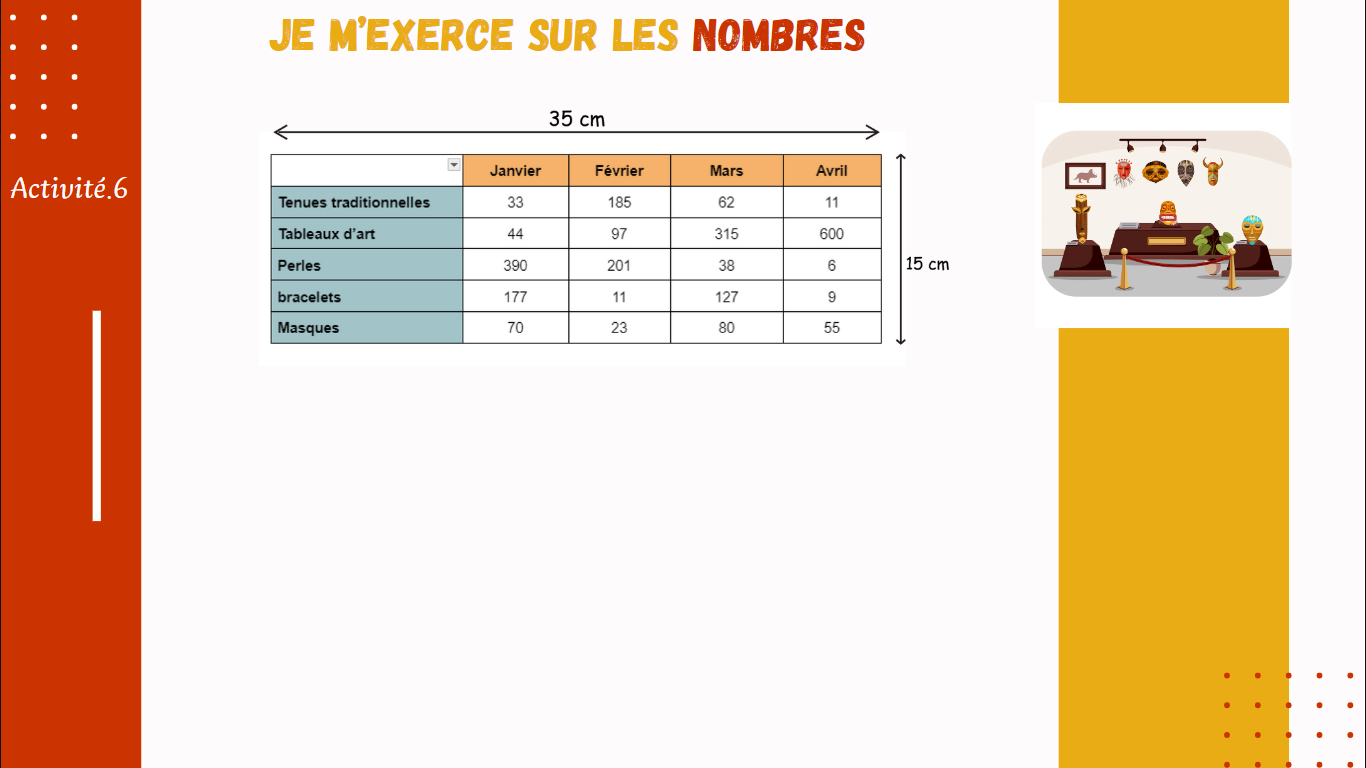 JE M'EXERCE SUR LES NOMBRES
Activité.6
35 cm
Janvier Février Mars Avril
Tenues traditionnelles 33 185 62 11
Tableaux d'art 44 97 315 600
Perles 390 201 38 6
bracelets 177 11 127 9
Masques 70 23 80 55
15 cm